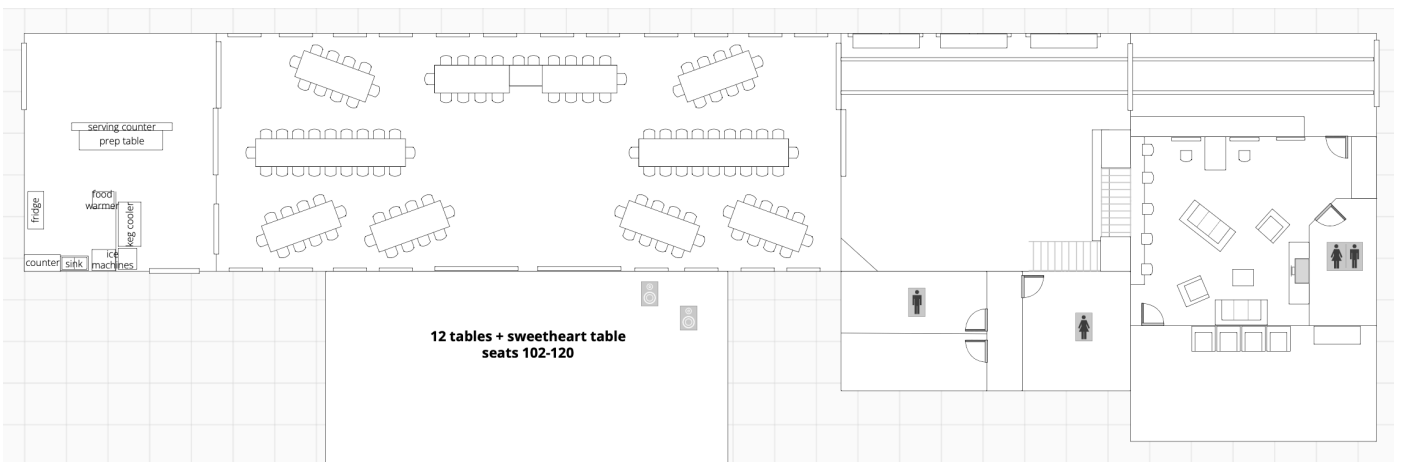 serving counter
prep table
food
warmer
fridge
keg cooler
ice
machines
counter
sink
12 tables + sweetheart table
seats 102-120